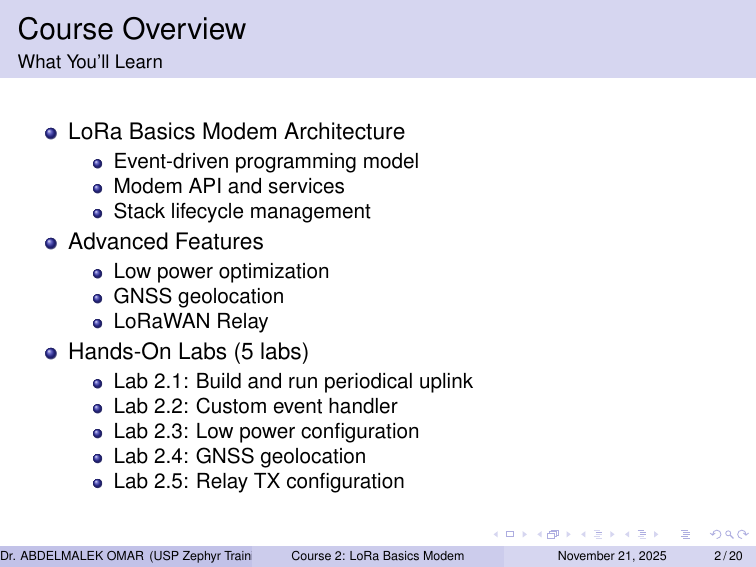 Course Overview
What You'll Learn
LoRa Basics Modem Architecture
Event-driven programming model
Modem API and services
Stack lifecycle management
Advanced Features
Low power optimization
GNSS geolocation
LoRaWAN Relay
Hands-On Labs (5 labs)
Lab 2.1: Build and run periodical uplink
Lab 2.2: Custom event handler
Lab 2.3: Low power configuration
Lab 2.4: GNSS geolocation
Lab 2.5: Relay TX configuration
Dr. ABDELMALEK OMAR (USP Zephyr Train Course 2: LoRa Basics Modem November 21, 2025 2 / 20